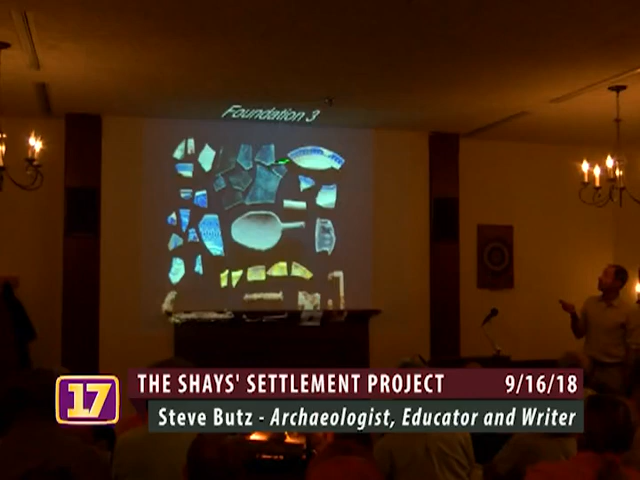 Foundation 3
17
THE SHAYS' SETTLEMENT PROJECT 9/16/18
Steve Butz - Archaeologist, Educator and Writer